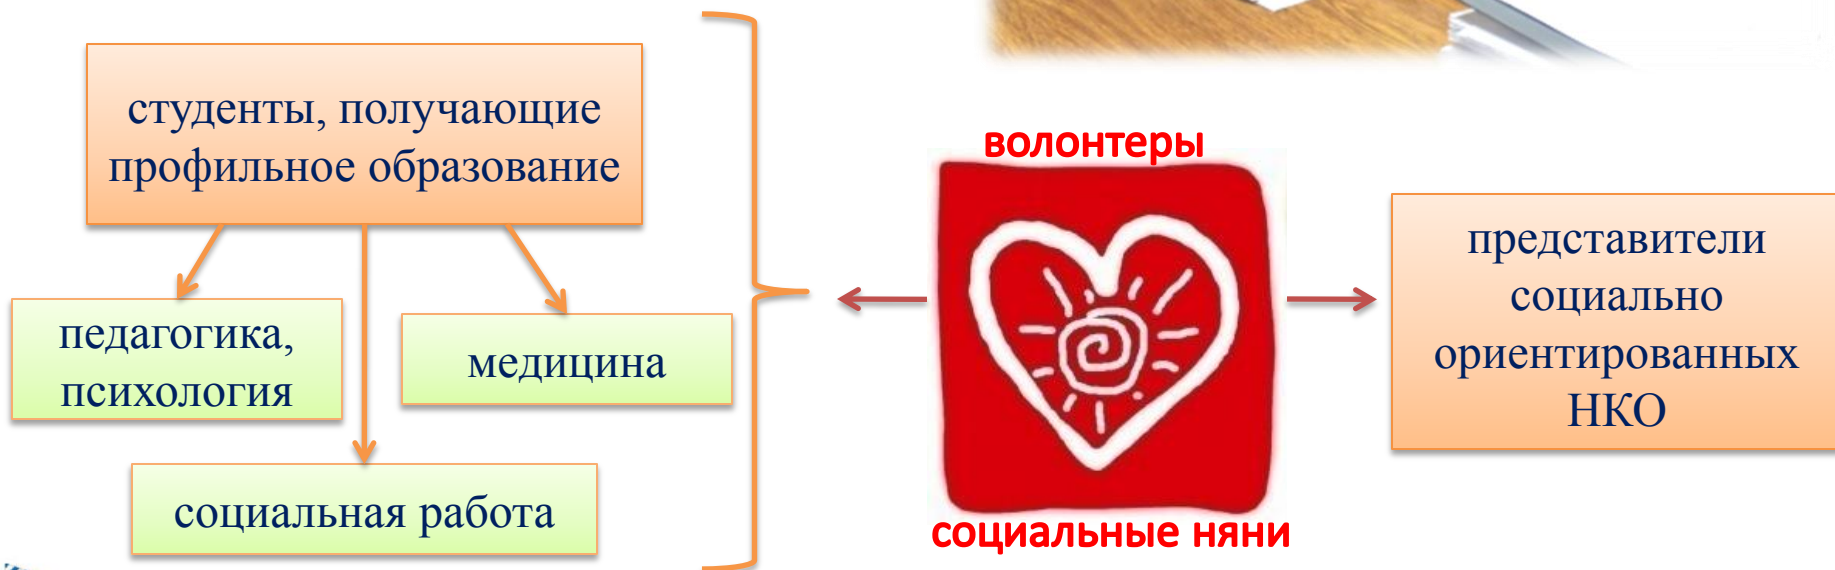 студенты, получающие
профильное образование
педагогика,
психология
медицина
социальная работа
волонтеры
социальные няни
представители
социально
ориентированных
НКО